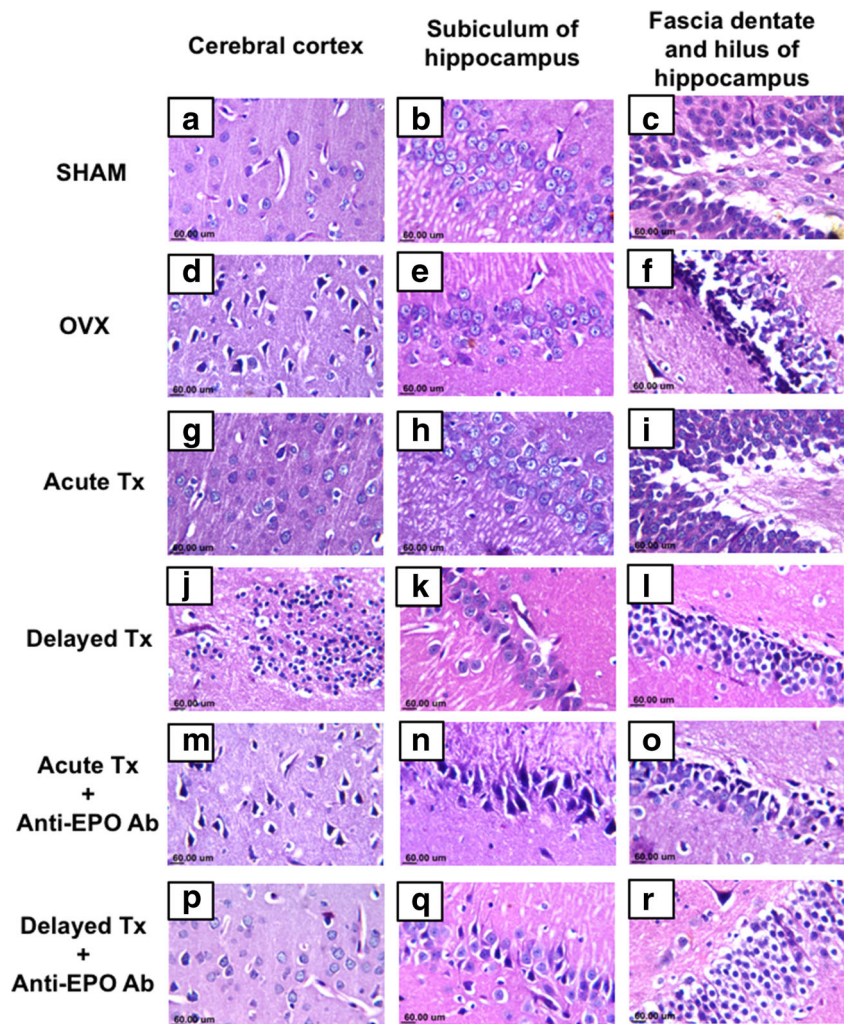 Cerebral cortex
Subiculum of
hippocampus
Fascia dentate
and hilus of
hippocampus
SHAM
a
60.00 um
b
60.00 um
c
60.00 um
OVX
d
60.00 um
e
60.00 um
f
60.00 um
Acute Tx
g
60.00 um
h
60.00 um
i
60.00 um
Delayed Tx
j
60.00 um
k
60.00 um
l
60.00 um
Acute Tx
+
Anti-EPO Ab
m
60.00 um
n
60.00 um
o
60.00 um
Delayed Tx
+
Anti-EPO Ab
p
60.00 um
q
60.00 um
r
60.00 um